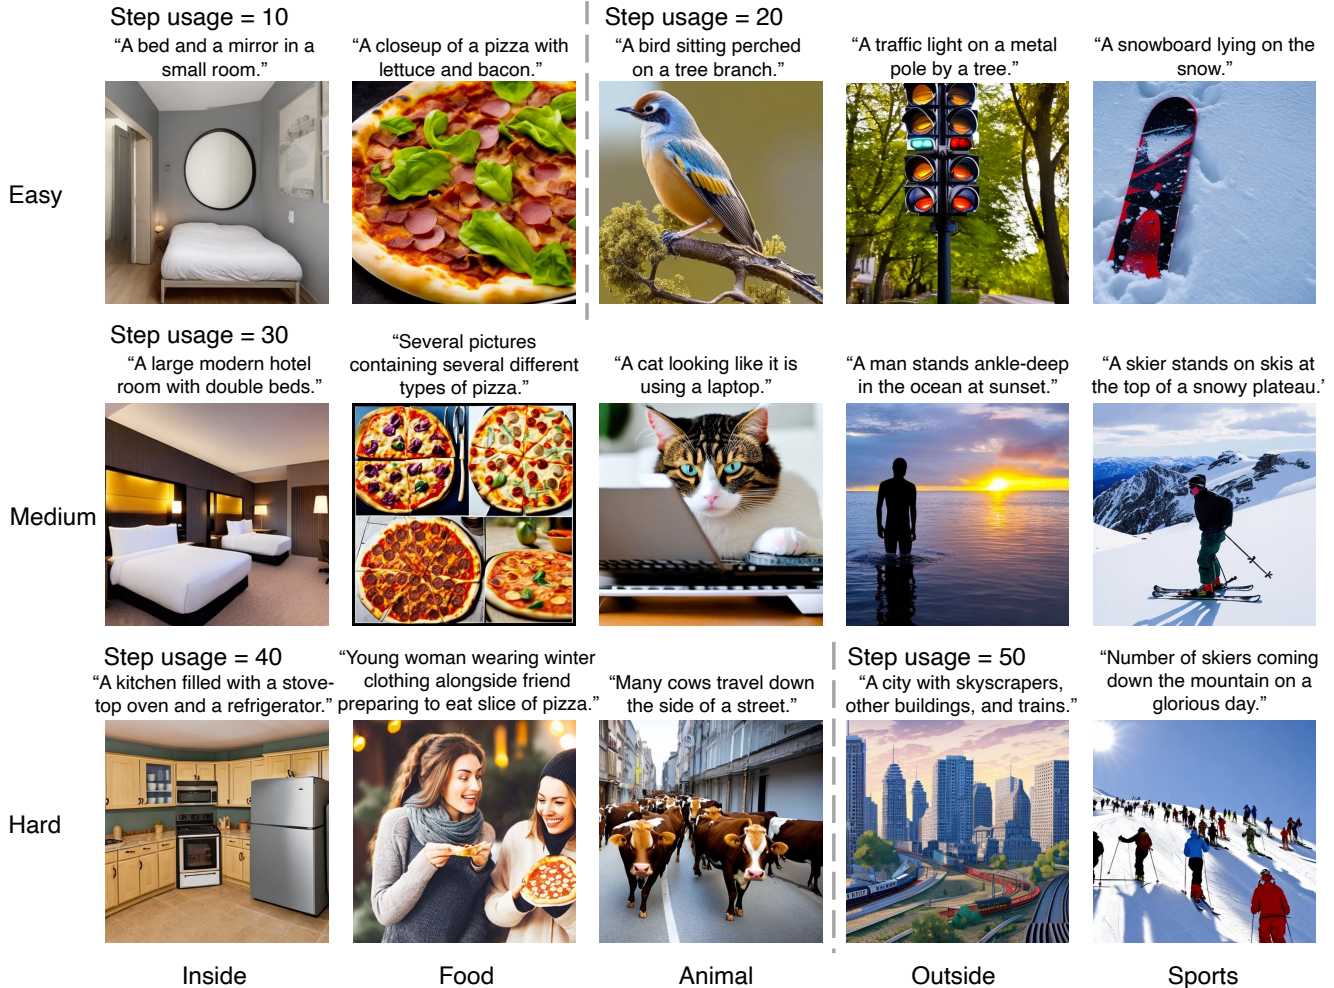 Step usage = 10
Step usage = 20
“A bed and a mirror in a
small room.”
“A closeup of a pizza with
lettuce and bacon.”
“A bird sitting perched
on a tree branch.”
“A traffic light on a metal
pole by a tree.”
“A snowboard lying on the
snow.”
Easy
Step usage = 30
“A large modern hotel
room with double beds.”
“Several pictures
containing several different
types of pizza.”
“A cat looking like it is
using a laptop.”
“A man stands ankle-deep
in the ocean at sunset.”
“A skier stands on skis at
the top of a snowy plateau.”
Medium
Step usage = 40
“A kitchen filled with a stove-
top oven and a refrigerator.”
“Young woman wearing winter
clothing alongside friend
preparing to eat slice of pizza.”
“Many cows travel down
the side of a street.”
Step usage = 50
“A city with skyscrapers,
other buildings, and trains.”
“Number of skiers coming
down the mountain on a
glorious day.”
Hard
Inside
Food
Animal
Outside
Sports